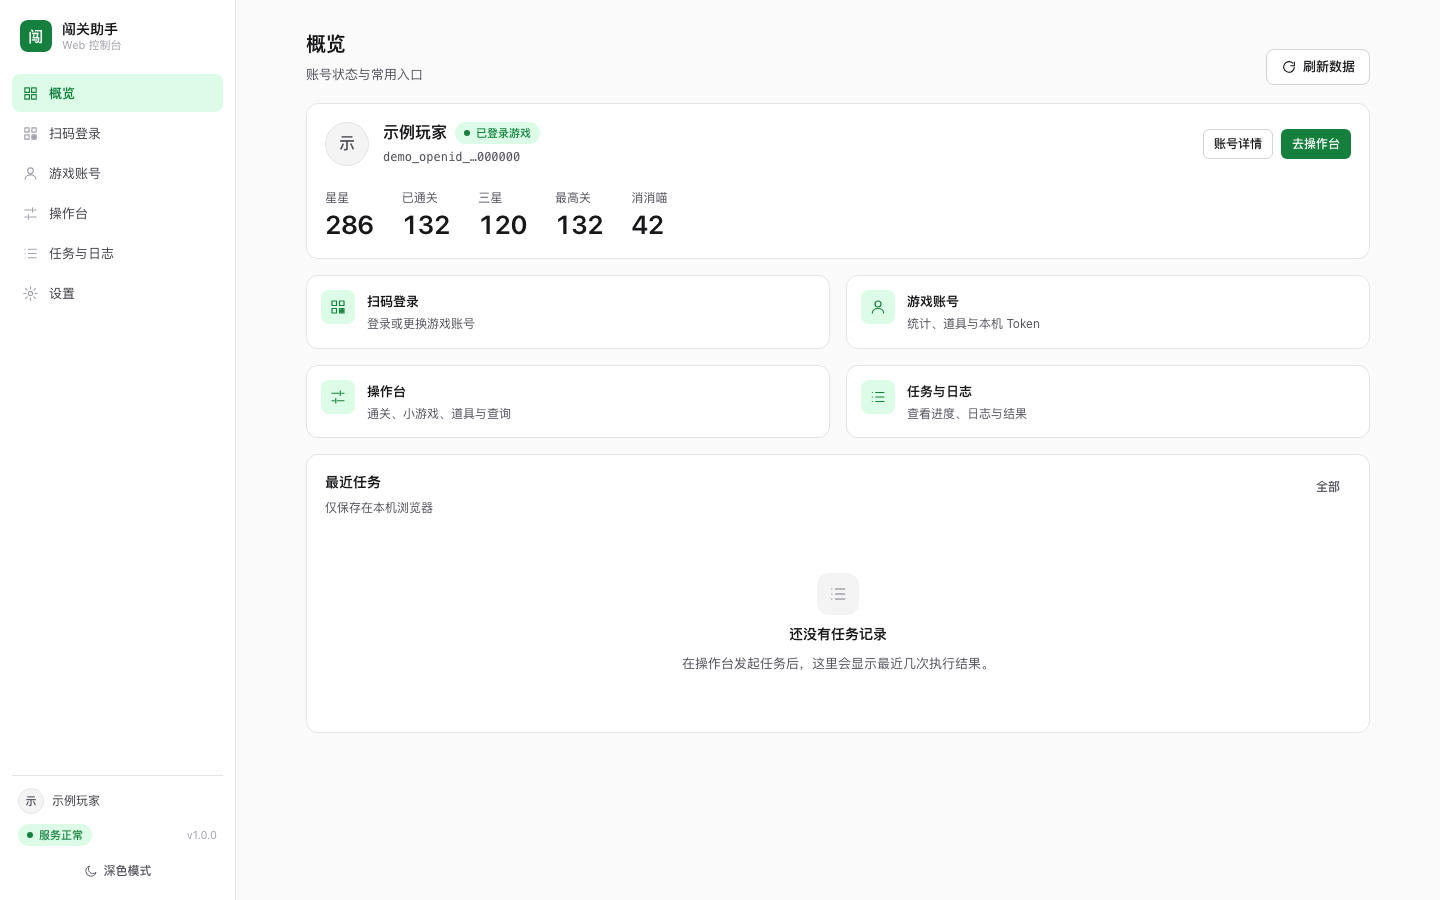 闯
闯关助手
Web 控制台
概览
扫码登录
游戏账号
操作台
任务与日志
设置
示
示例玩家
服务正常
v1.0.0
深色模式
概览
账号状态与常用入口
刷新数据
示
示例玩家
已登录游戏
demo_openid_…000000
账号详情
去操作台
星星
已通关
三星
最高关
消消喵
286
132
120
132
42
扫码登录
登录或更换游戏账号
游戏账号
统计、道具与本机 Token
操作台
通关、小游戏、道具与查询
任务与日志
查看进度、日志与结果
最近任务
仅保存在本机浏览器
全部
还没有任务记录
在操作台发起任务后，这里会显示最近几次执行结果。